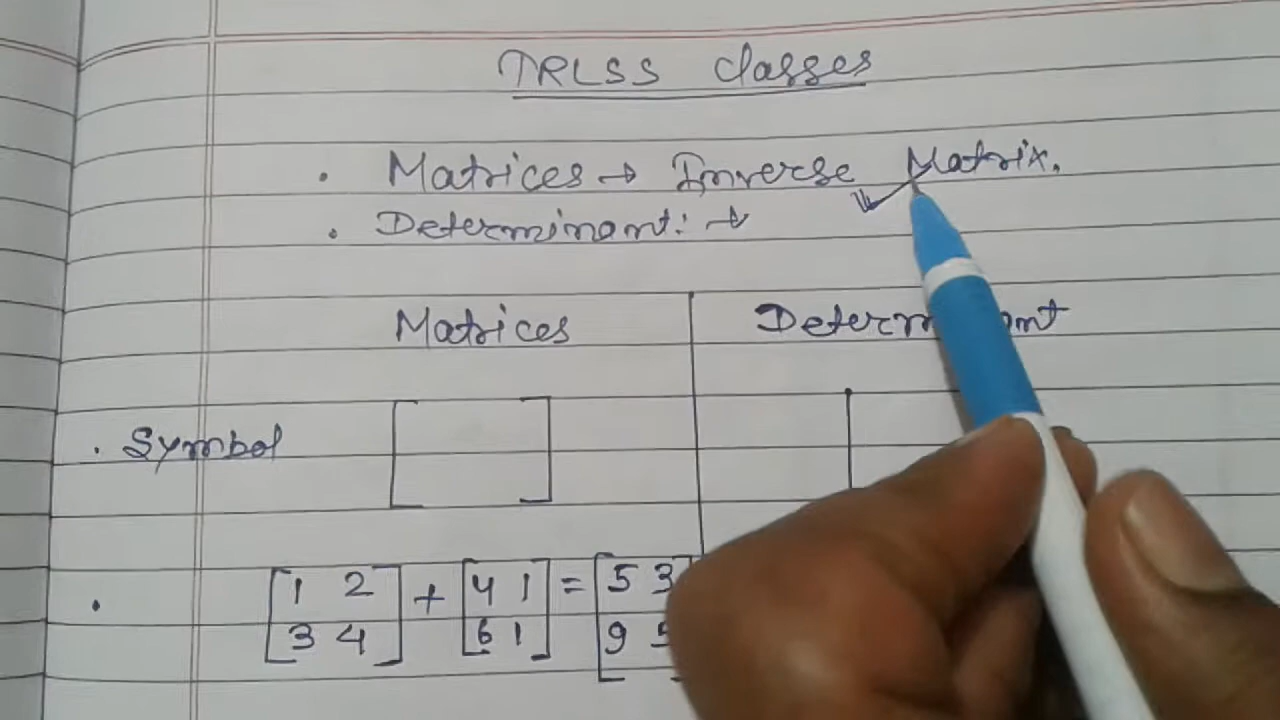 TRLSS Classes
. Matrices → Inverse Matrix.
. Determinant: →
Matrices
. Symbol
. [1 2] + [4 1] = [5 3
[3 4] [6 1] [9 5